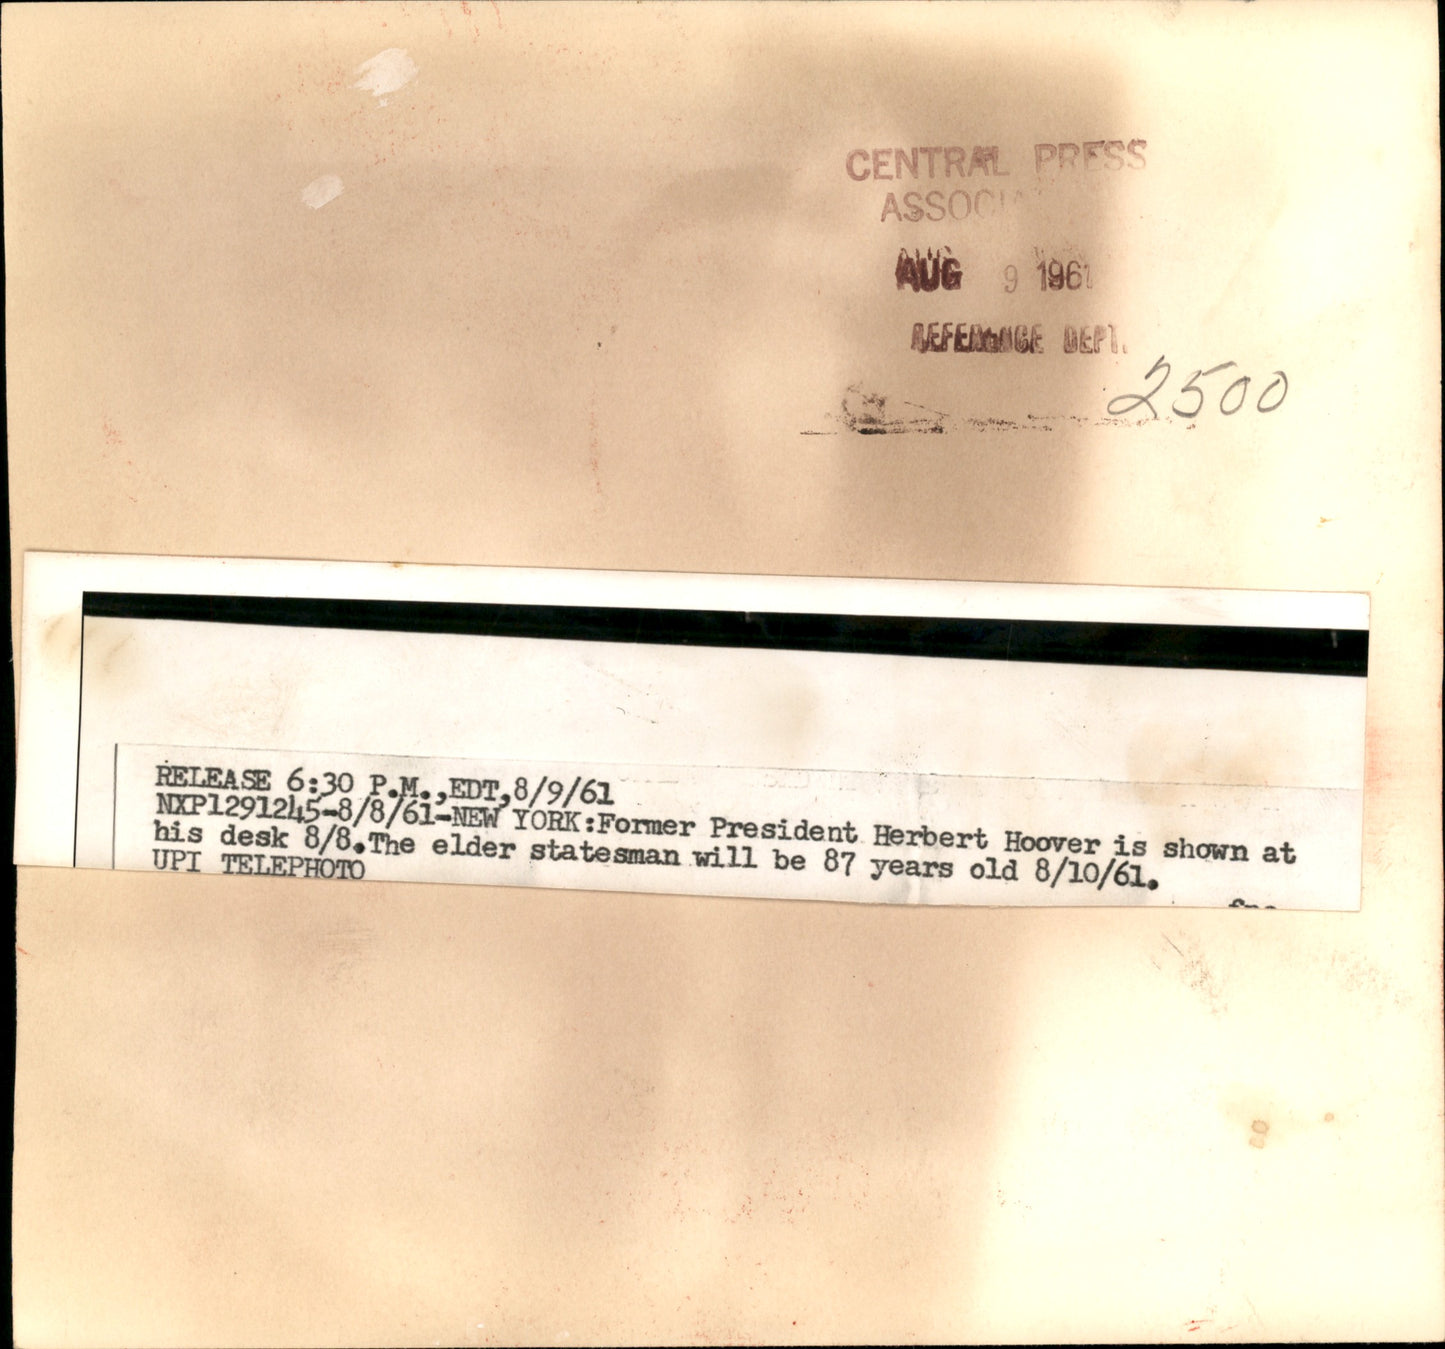 CENTRAL PRESS
AUG 9 1961
REFERENCE DEPT.
2500
RELEASE 6:30 P.M.,EDT,8/9/61
NXP1291245-8/8/61-NEW YORK:Former President Herbert Hoover is shown at
his desk 8/8.The elder statesman will be 87 years old 8/10/61.
UPI TELEPHOTO